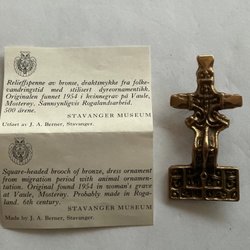 Relieffspenne av bronse, draktsmykke fra folke-
vandringstid med stilisert dyreornamentikk.
Originalen funnet 1954 i kvinnegrav på Vaule,
Mosterøy. Sannsynligvis Rogalandsarbeid.
500 årene.
STAVANGER MUSEUM
Utført av J. A. Berner, Stavanger.
Square-headed brooch of bronze, dress ornament
from migration period with animal ornamen-
tation. Original found 1954 in woman's grave
at Vaule, Mosterøy. Probably made in Roga-
land. 6th century.
STAVANGER MUSEUM
Made by J. A. Berner, Stavanger.